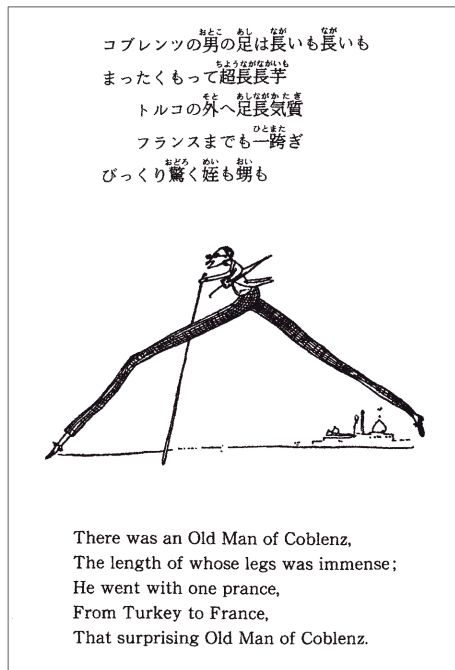 コブレンツの男の足は長いも長いも
まったくもって超長長芋
トルコの外へ足長気質
フランスまでも一跨ぎ
びっくり驚く姪も甥も
There was an Old Man of Coblenz,
The length of whose legs was immense;
He went with one prance,
From Turkey to France,
That surprising Old Man of Coblenz.